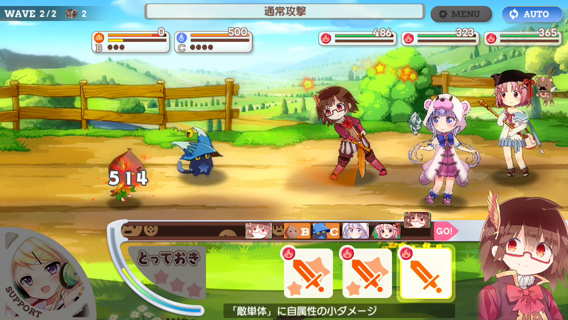 WAVE 2/2 2
通常攻撃
MENU
AUTO
0
B
500
C
486
323
365
514
B C GO!
SUPPORT
とっておき
「敵単体」に自属性の小ダメージ